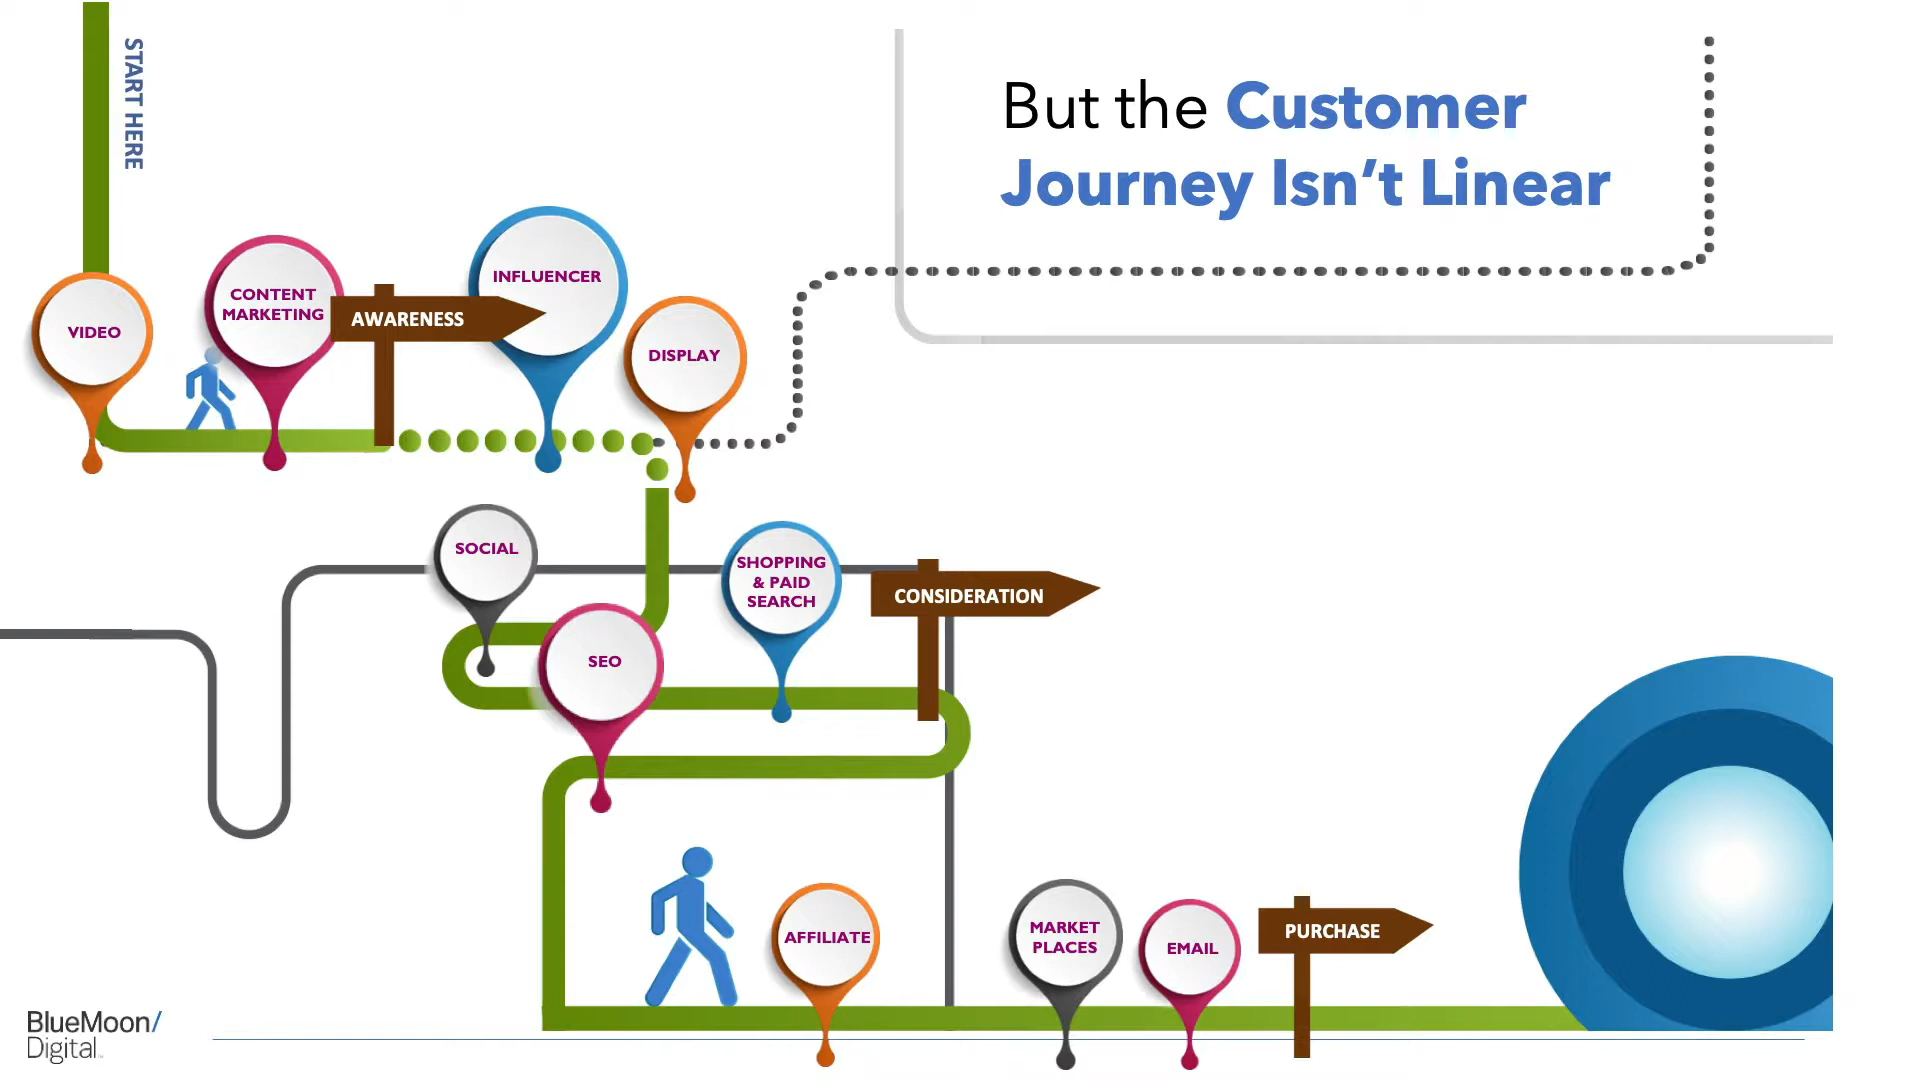 START HERE
But the Customer
Journey Isn't Linear
VIDEO
CONTENT
MARKETING
AWARENESS
INFLUENCER
DISPLAY
SOCIAL
SEO
SHOPPING
& PAID
SEARCH
CONSIDERATION
AFFILIATE
MARKET
PLACES
EMAIL
PURCHASE
BlueMoon/
Digital